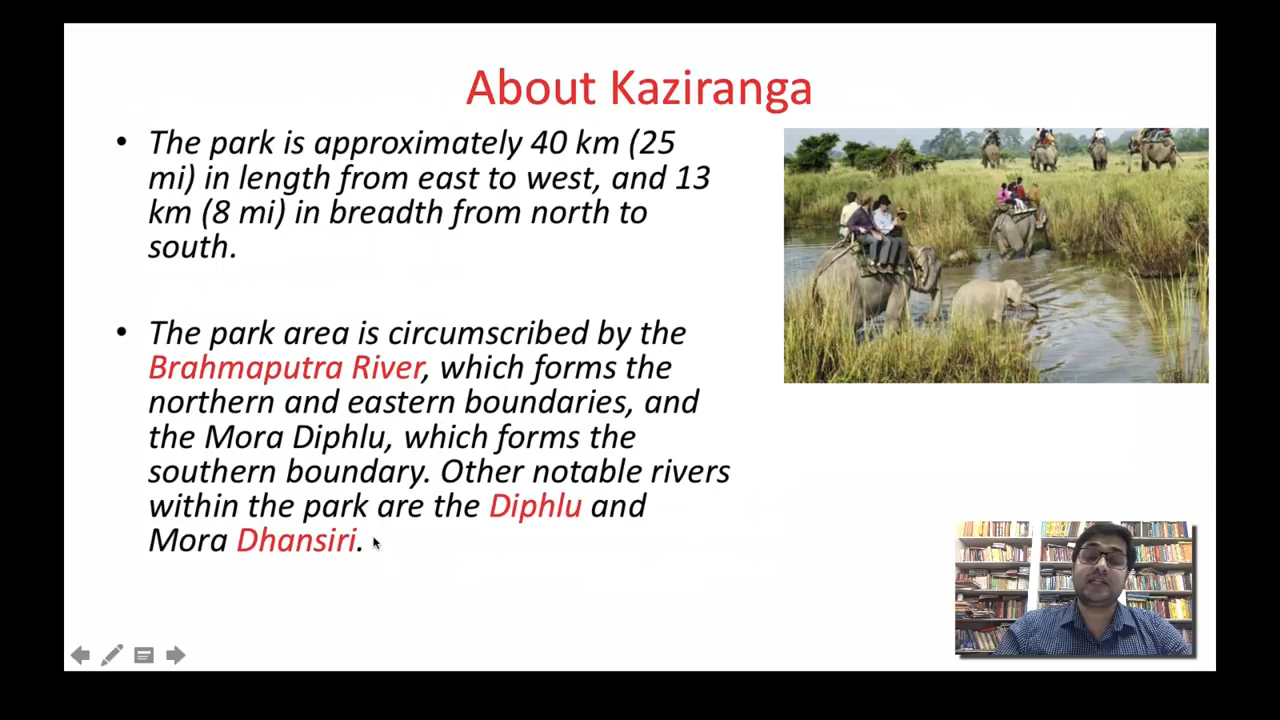 About Kaziranga
• The park is approximately 40 km (25
mi) in length from east to west, and 13
km (8 mi) in breadth from north to
south.
• The park area is circumscribed by the
Brahmaputra River, which forms the
northern and eastern boundaries, and
the Mora Diphlu, which forms the
southern boundary. Other notable rivers
within the park are the Diphlu and
Mora Dhansiri.